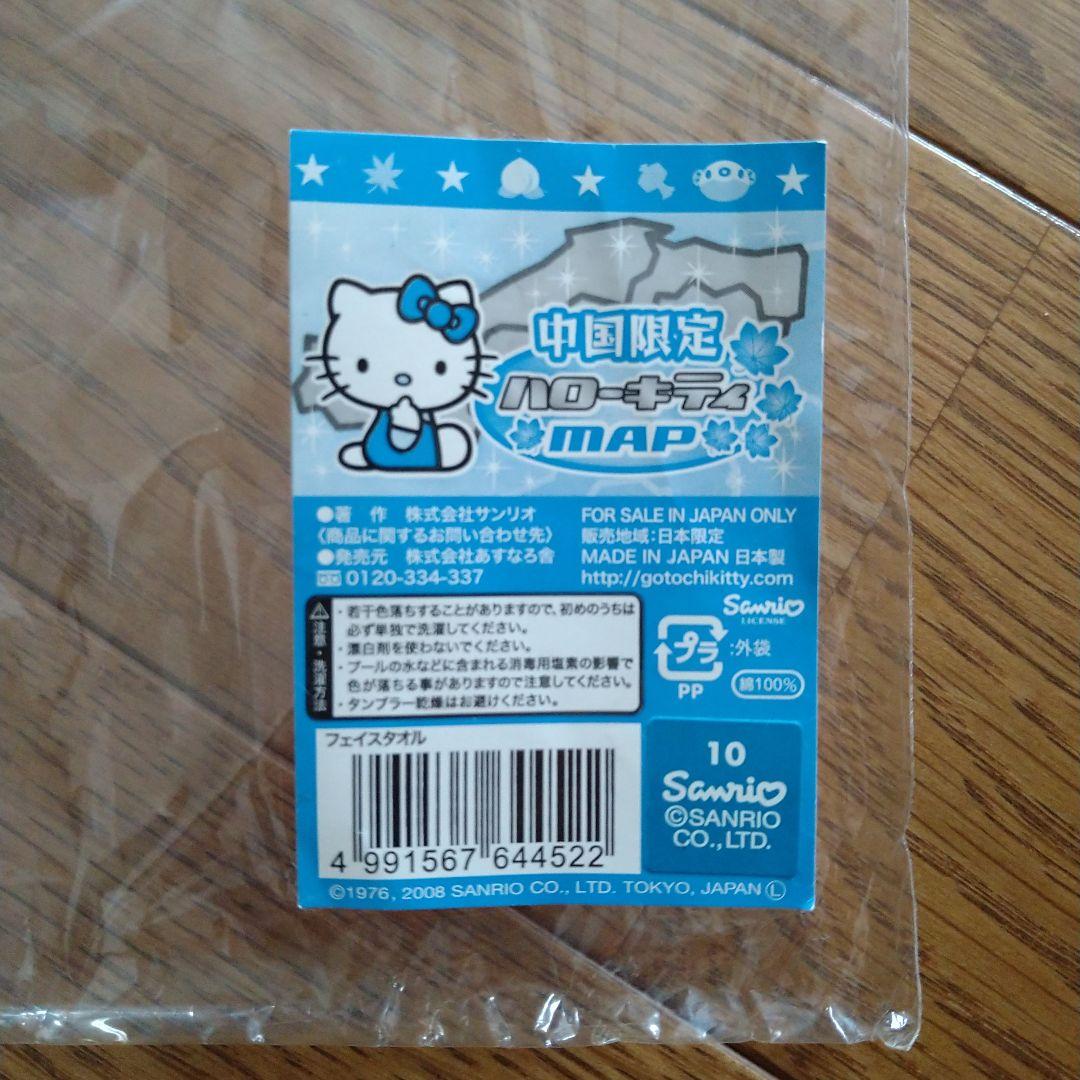 中国限定
ハローキティ
MAP
●著 作 株式会社サンリオ
〈商品に関するお問い合わせ先〉
●発売元 株式会社あすなろ舎
0120-334-337
FOR SALE IN JAPAN ONLY
販売地域:日本限定
MADE IN JAPAN 日本製
http://gotochikitty.com
Sanrio
LICENSE
注意・洗濯方法
・若干色落ちすることがありますので、初めのうちは
必ず単独で洗濯してください。
・漂白剤を使わないでください。
・プールの水などに含まれる消毒用塩素の影響で
色が落ちる事がありますので注意してください。
・タンブラー乾燥はお避けください。
プラ :外袋
PP
綿100%
フェイスタオル
4 991567 644522
10
Sanrio
©SANRIO
CO.,LTD.
©1976, 2008 SANRIO CO., LTD. TOKYO, JAPAN Ⓛ